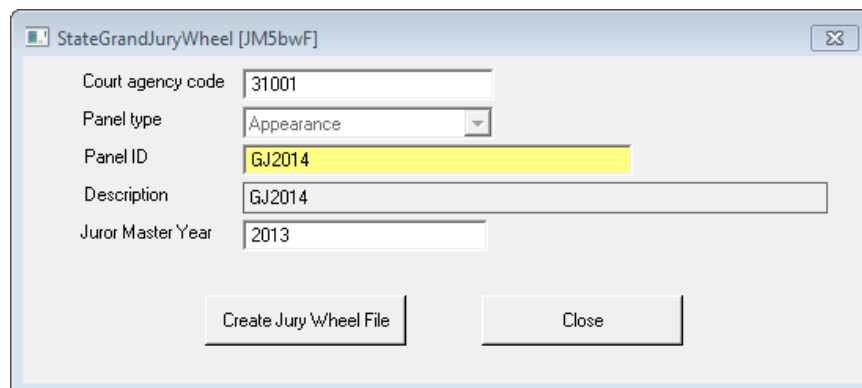 StateGrandJuryWheel [JM5bwF]
Court agency code 31001
Panel type Appearance
Panel ID GJ2014
Description GJ2014
Juror Master Year 2013
Create Jury Wheel File Close